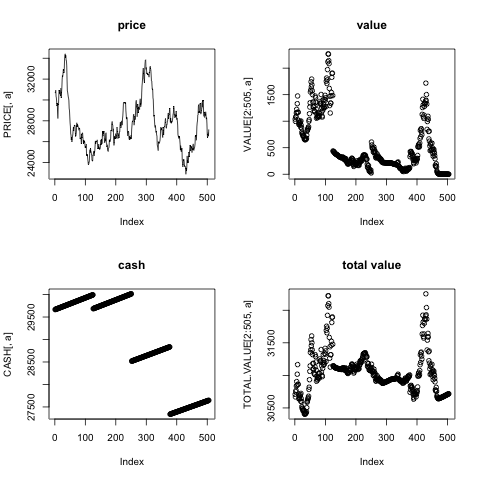 price
PRICE[, a]
24000 26000 28000 32000
0 100 200 300 400 500
Index
value
VALUE[2:505, a]
0 500 1500
0 100 200 300 400 500
Index
cash
CASH[, a]
27500 28500 29500
0 100 200 300 400 500
Index
total value
TOTAL.VALUE[2:505, a]
30500 31500
0 100 200 300 400 500
Index